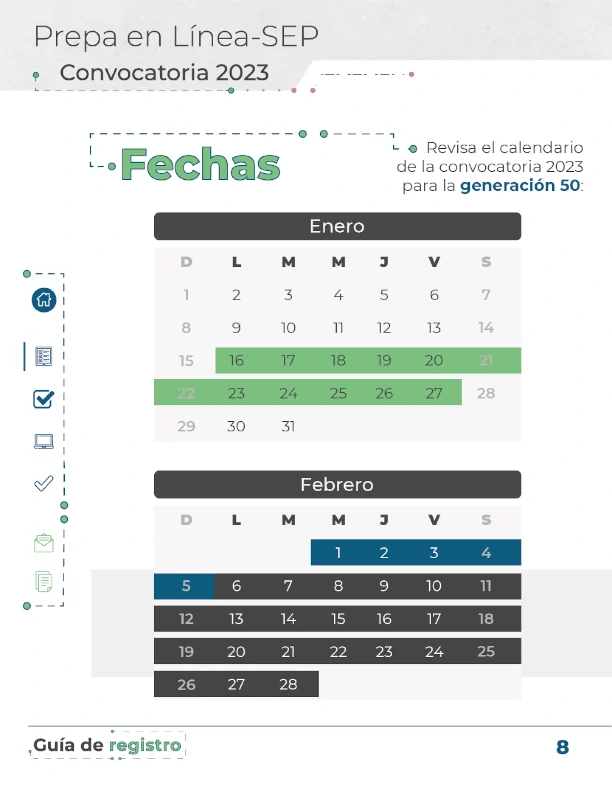 Prepa en Línea-SEP
Convocatoria 2023
Fechas
Revisa el calendario
de la convocatoria 2023
para la generación 50:
Enero
D L M M J V S
1 2 3 4 5 6 7
8 9 10 11 12 13 14
15 16 17 18 19 20 21
22 23 24 25 26 27 28
29 30 31
Febrero
D L M M J V S
1 2 3 4
5 6 7 8 9 10 11
12 13 14 15 16 17 18
19 20 21 22 23 24 25
26 27 28
Guía de registro
8